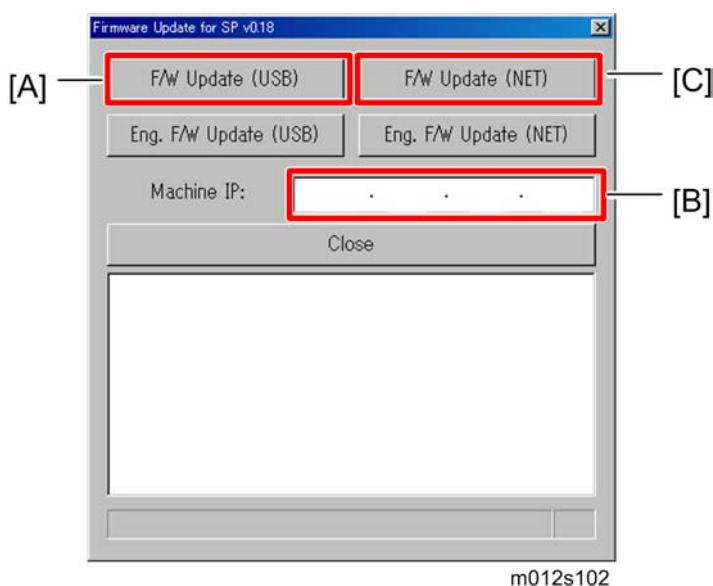 Firmware Update for SP v0.18
[A] F/W Update (USB) F/W Update (NET) [C]
Eng. F/W Update (USB) Eng. F/W Update (NET)
Machine IP: . . . [B]
Close
m012s102